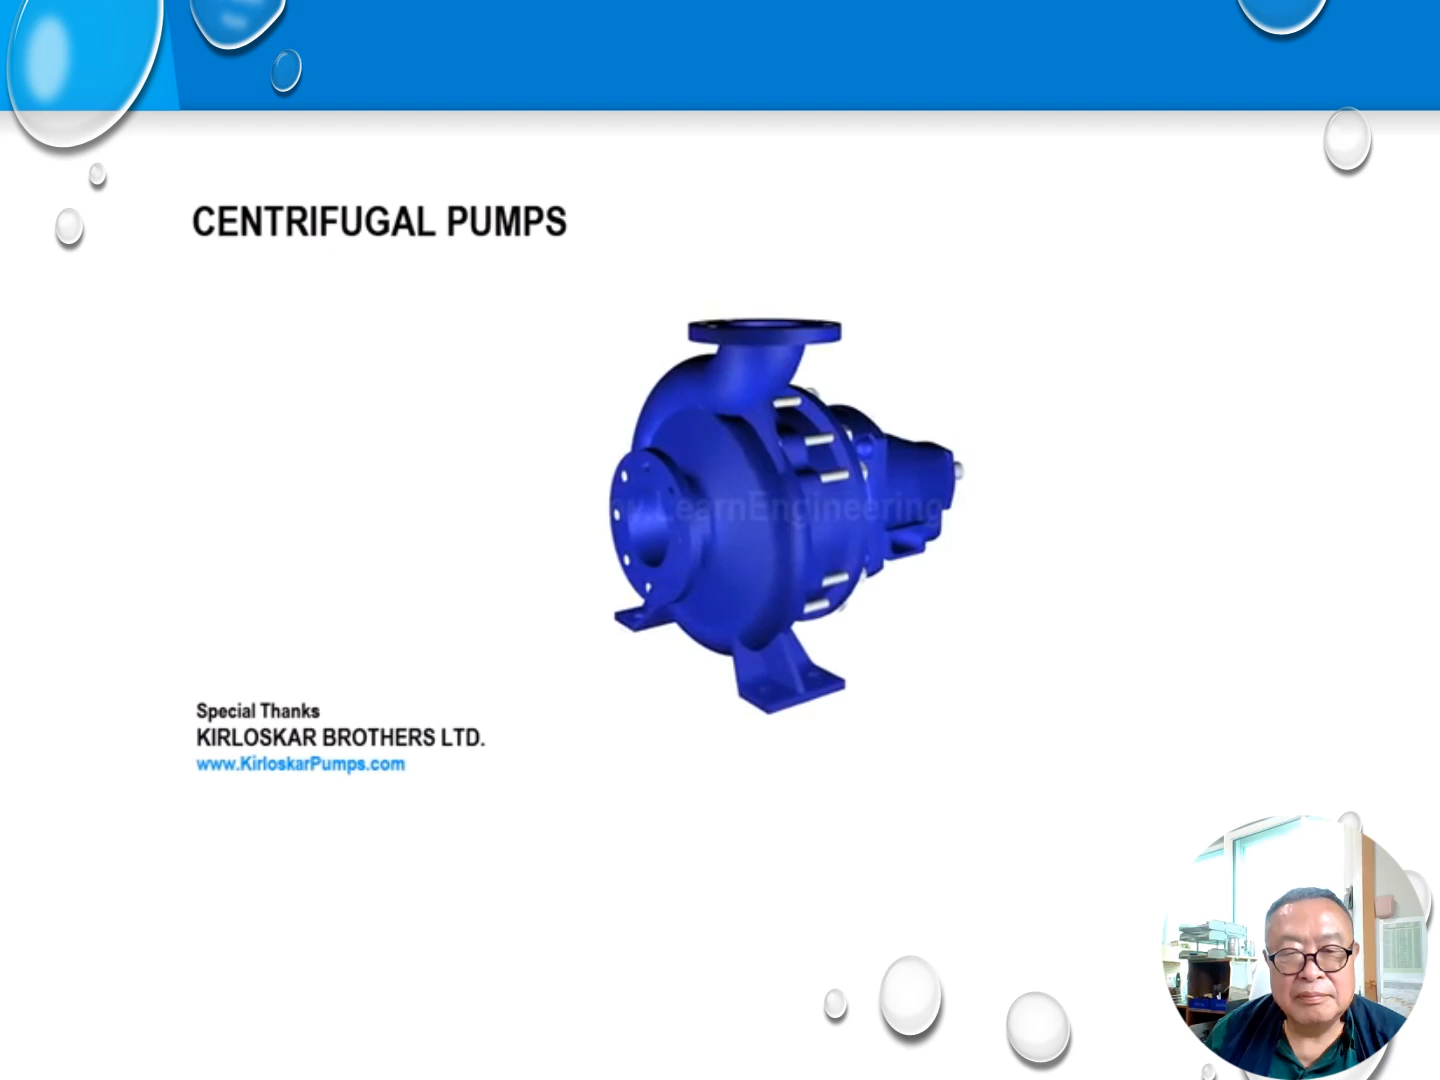 CENTRIFUGAL PUMPS
w.LearnEngineering
Special Thanks
KIRLOSKAR BROTHERS LTD.
www.KirloskarPumps.com